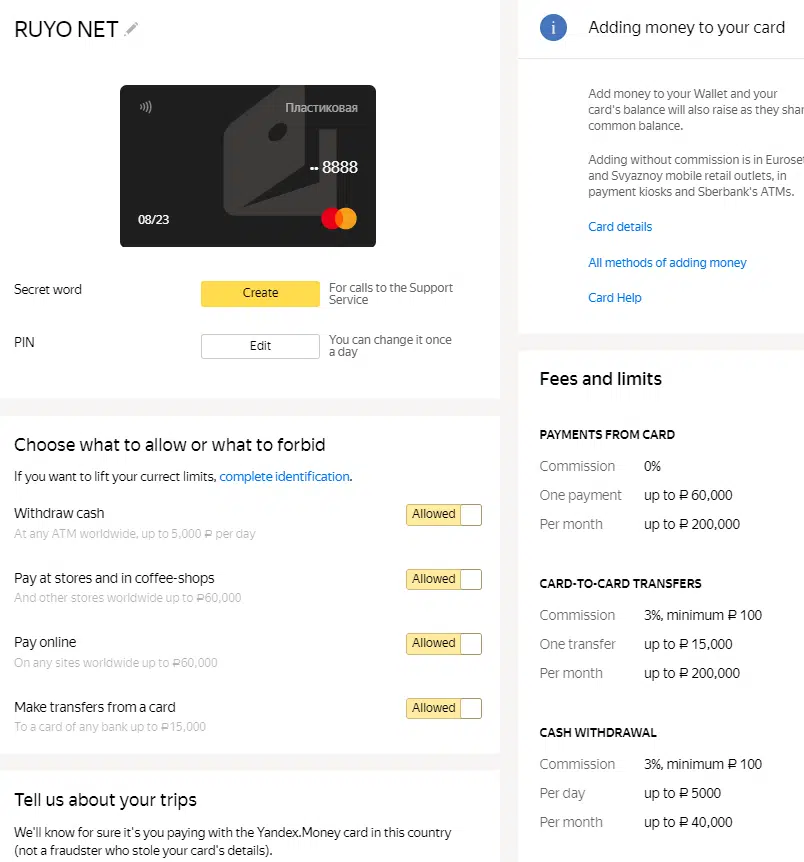 RUYO NET
Пластиковая
•• 8888
08/23
Secret word
Create
For calls to the Support
Service
PIN
Edit
You can change it once
a day
Choose what to allow or what to forbid
If you want to lift your currect limits, complete identification.
Withdraw cash
At any ATM worldwide, up to 5,000 ₽ per day
Allowed
Pay at stores and in coffee-shops
And other stores worldwide up to ₽60,000
Allowed
Pay online
On any sites worldwide up to ₽60,000
Allowed
Make transfers from a card
To a card of any bank up to ₽15,000
Allowed
Tell us about your trips
We'll know for sure it's you paying with the Yandex.Money card in this country
(not a fraudster who stole your card's details).
i
Adding money to your card
Add money to your Wallet and your
card's balance will also raise as they shar
common balance.
Adding without commission is in Euroset
and Svyaznoy mobile retail outlets, in
payment kiosks and Sberbank's ATMs.
Card details
All methods of adding money
Card Help
Fees and limits
PAYMENTS FROM CARD
Commission 0%
One payment up to ₽ 60,000
Per month up to ₽ 200,000
CARD-TO-CARD TRANSFERS
Commission 3%, minimum ₽ 100
One transfer up to ₽ 15,000
Per month up to ₽ 200,000
CASH WITHDRAWAL
Commission 3%, minimum ₽ 100
Per day up to ₽ 5000
Per month up to ₽ 40,000